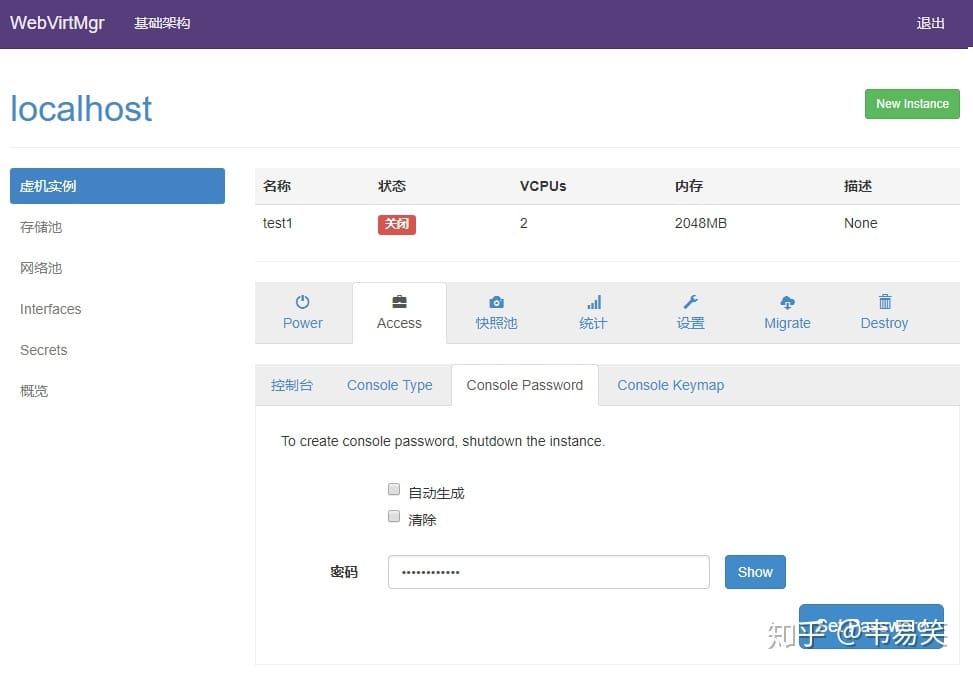 WebVirtMgr 基础架构 退出
localhost
New Instance
虚机实例
存储池
网络池
Interfaces
Secrets
概览
名称 状态 VCPUs 内存 描述
test1 关闭 2 2048MB None
Power Access 快照池 统计 设置 Migrate Destroy
控制台 Console Type Console Password Console Keymap
To create console password, shutdown the instance.
自动生成
清除
密码 •••••••••••• Show
Set Password
知乎 @韦易笑